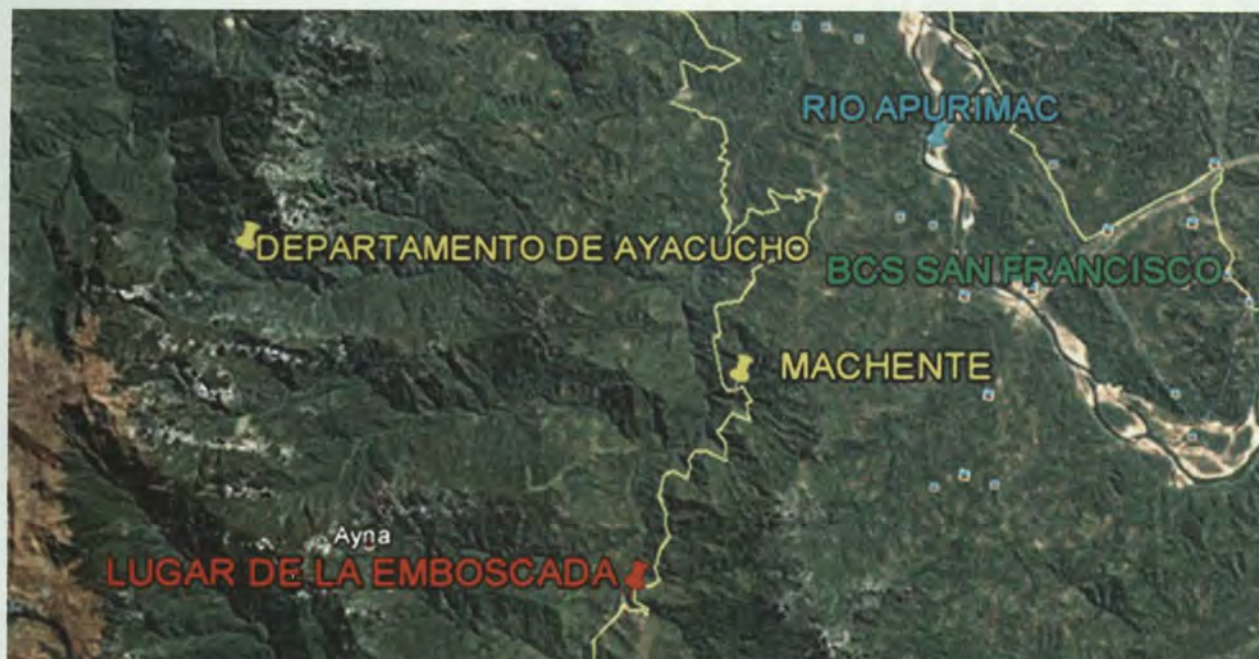 RIO APURIMAC
DEPARTAMENTO DE AYACUCHO
BCS SAN FRANCISCO
MACHENTE
Ayna
LUGAR DE LA EMBOSCADA